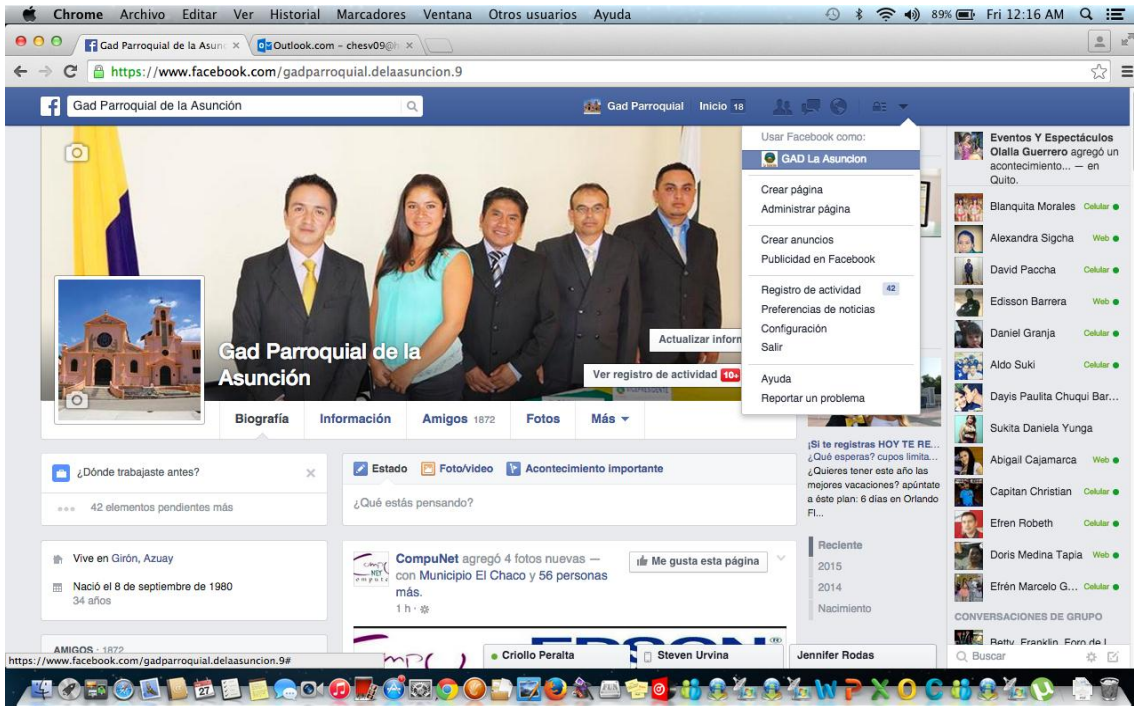 Chrome Archivo Editar Ver Historial Marcadores Ventana Otros usuarios Ayuda
89% Fri 12:16 AM
Gad Parroquial de la Asun
Outlook.com – chesv09@h
https://www.facebook.com/gadparroquial.delaasuncion.9
Gad Parroquial de la Asunción
Gad Parroquial Inicio 18
Usar Facebook como:
GAD La Asuncion
Crear página
Administrar página
Crear anuncios
Publicidad en Facebook
Registro de actividad 42
Preferencias de noticias
Configuración
Salir
Ayuda
Reportar un problema
Actualizar inform
Ver registro de actividad 10+
Gad Parroquial de la
Asunción
Biografía Información Amigos 1872 Fotos Más
¿Dónde trabajaste antes?
42 elementos pendientes más
Vive en Girón, Azuay
Nació el 8 de septiembre de 1980
34 años
AMIGOS · 1872
Estado Foto/video Acontecimiento importante
¿Qué estás pensando?
CompuNet agregó 4 fotos nuevas —
con Municipio El Chaco y 56 personas
más.
1 h
Me gusta esta página
EPSON
¡Si te registras HOY TE RE...
¿Qué esperas? cupos limita...
¿Quieres tener este año las
mejores vacaciones? apúntate
a éste plan: 6 días en Orlando
Fl...
Reciente
2015
2014
Nacimiento
Eventos Y Espectáculos
Olalla Guerrero agregó un
acontecimiento... — en
Quito.
Blanquita Morales Celular
Alexandra Sigcha Web
David Paccha Celular
Edisson Barrera Web
Daniel Granja Celular
Aldo Suki Celular
Dayis Paulita Chuqui Bar...
Sukita Daniela Yunga
Abigail Cajamarca Web
Capitan Christian Celular
Efren Robeth Celular
Doris Medina Tapia Web
Efrén Marcelo G... Celular
CONVERSACIONES DE GRUPO
Betty, Franklin, Foro de l
Buscar
Criollo Peralta
Steven Urvina
Jennifer Rodas
https://www.facebook.com/gadparroquial.delaasuncion.9#